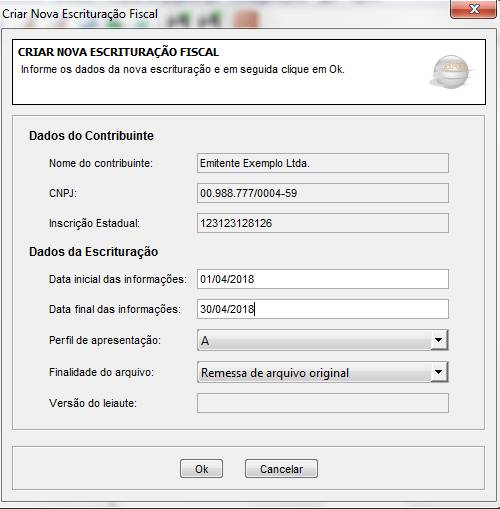 Criar Nova Escrituração Fiscal
CRIAR NOVA ESCRITURAÇÃO FISCAL
Informe os dados da nova escrituração e em seguida clique em Ok.
Dados do Contribuinte
Nome do contribuinte: Emitente Exemplo Ltda.
CNPJ: 00.988.777/0004-59
Inscrição Estadual: 123123128126
Dados da Escrituração
Data inicial das informações: 01/04/2018
Data final das informações: 30/04/2018
Perfil de apresentação: A
Finalidade do arquivo: Remessa de arquivo original
Versão do leiaute:
Ok Cancelar